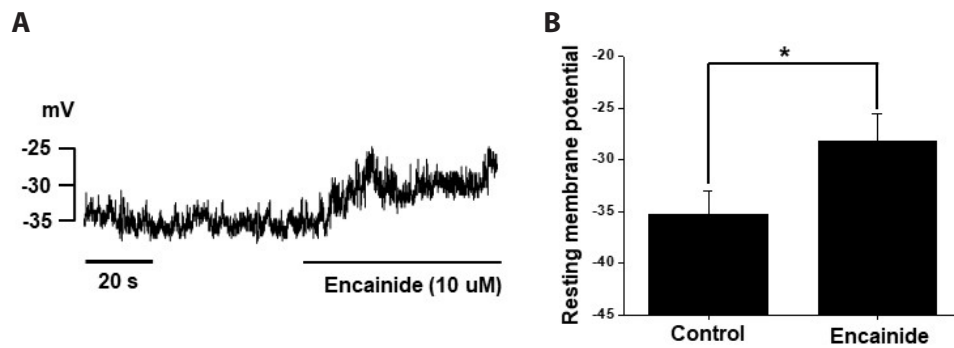 A
mV
-25
-30
-35
20 s
Encainide (10 uM)
B
Resting membrane potential
-20
-25
-30
-35
-40
-45
*
Control
Encainide